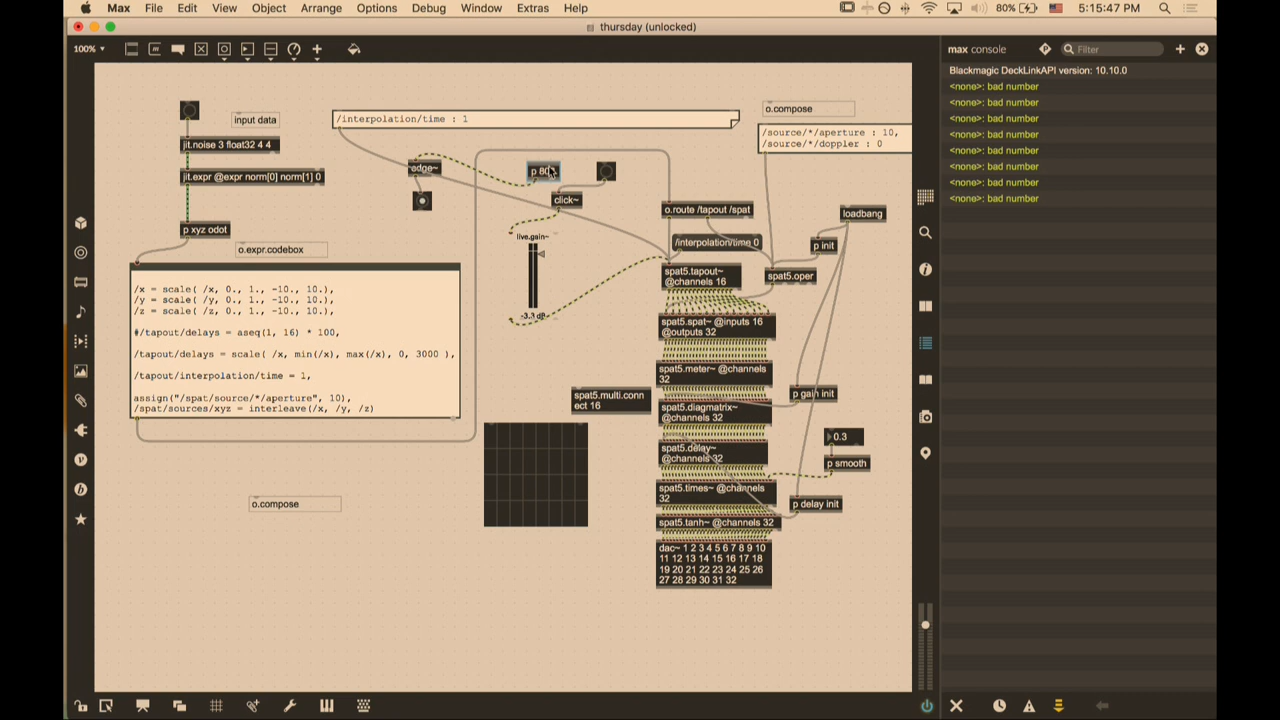 Max File Edit View Object Arrange Options Debug Window Extras Help
80% 5:15:47 PM
thursday (unlocked)
100%
max console
Filter
Blackmagic DeckLinkAPI version: 10.10.0
<none>: bad number
<none>: bad number
<none>: bad number
<none>: bad number
<none>: bad number
<none>: bad number
<none>: bad number
<none>: bad number
input data
jit.noise 3 float32 4 4
jit.expr @expr norm[0] norm[1] 0
p xyz odot
o.expr.codebox
/x = scale( /x, 0., 1., -10., 10.),
/y = scale( /y, 0., 1., -10., 10.),
/z = scale( /z, 0., 1., -10., 10.),
#/tapout/delays = aseq(1, 16) * 100,
/tapout/delays = scale( /x, min(/x), max(/x), 0, 3000 ),
/tapout/interpolation/time = 1,
assign("/spat/source/*/aperture", 10),
/spat/sources/xyz = interleave(/x, /y, /z)
o.compose
/interpolation/time : 1
edge~
click~
live.gain~
-3.3 dB
spat5.multi.conn
ect 16
o.compose
/source/*/aperture : 10,
/source/*/doppler : 0
o.route /tapout /spat
loadbang
/interpolation/time 0
p init
spat5.tapout~
@channels 16
spat5.oper
spat5.spat~ @inputs 16
@outputs 32
spat5.meter~ @channels
32
p gain init
spat5.diagmatrix~
@channels 32
0.3
spat5.delay~
@channels 32
p smooth
spat5.times~ @channels
32
p delay init
spat5.tanh~ @channels 32
dac~ 1 2 3 4 5 6 7 8 9 10
11 12 13 14 15 16 17 18
19 20 21 22 23 24 25 26
27 28 29 30 31 32